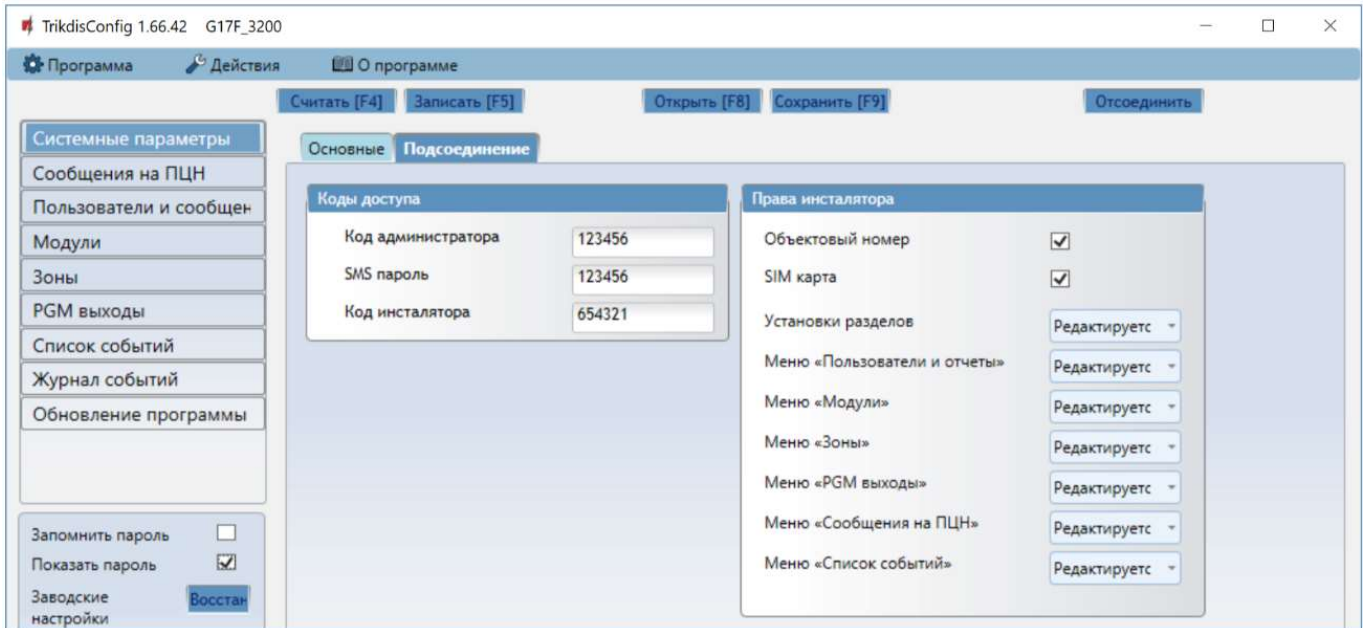 TrikdisConfig 1.66.42 G17F_3200
Программа Действия О программе
Считать [F4] Записать [F5] Открыть [F8] Сохранить [F9] Отсоединить
Системные параметры
Сообщения на ПЦН
Пользователи и сообщен
Модули
Зоны
PGM выходы
Список событий
Журнал событий
Обновление программы
Запомнить пароль
Показать пароль
Заводские настройки
Восстан
Основные Подсоединение
Коды доступа
Код администратора 123456
SMS пароль 123456
Код инсталятора 654321
Права инсталятора
Объектовый номер
SIM карта
Установки разделов Редактируетс
Меню «Пользователи и отчеты» Редактируетс
Меню «Модули» Редактируетс
Меню «Зоны» Редактируетс
Меню «PGM выходы» Редактируетс
Меню «Сообщения на ПЦН» Редактируетс
Меню «Список событий» Редактируетс